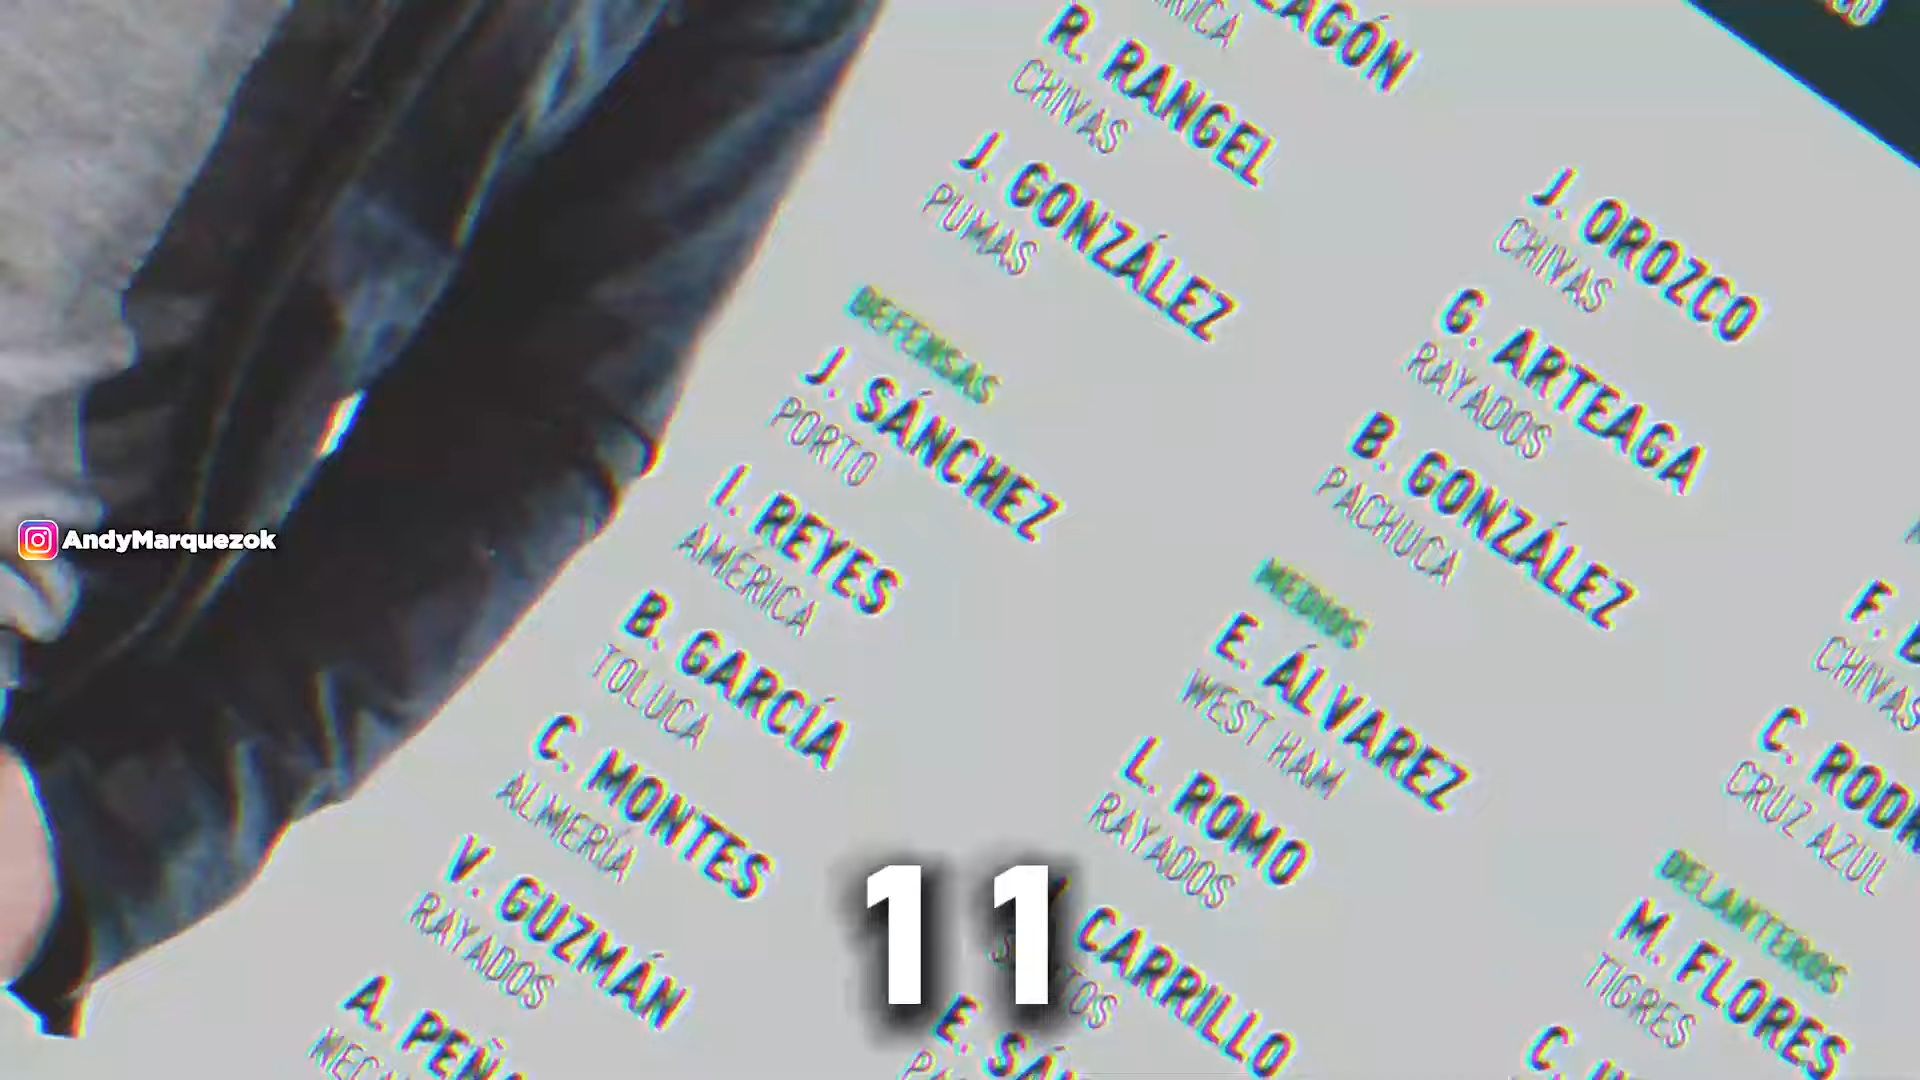 R. RANGEL
CHIVAS
J. GONZÁLEZ
PUMAS
DEFENSAS
J. SÁNCHEZ
PORTO
I. REYES
AMÉRICA
B. GARCÍA
TOLUCA
C. MONTES
ALMERÍA
V. GUZMÁN
RAYADOS
J. OROZCO
CHIVAS
G. ARTEAGA
RAYADOS
B. GONZÁLEZ
PACHUCA
MEDIOS
E. ÁLVAREZ
WEST HAM
L. ROMO
RAYADOS
CARRILLO
CHIVAS
CRUZ AZUL
DELANTEROS
M. FLORES
TIGRES
11
AndyMarquezok